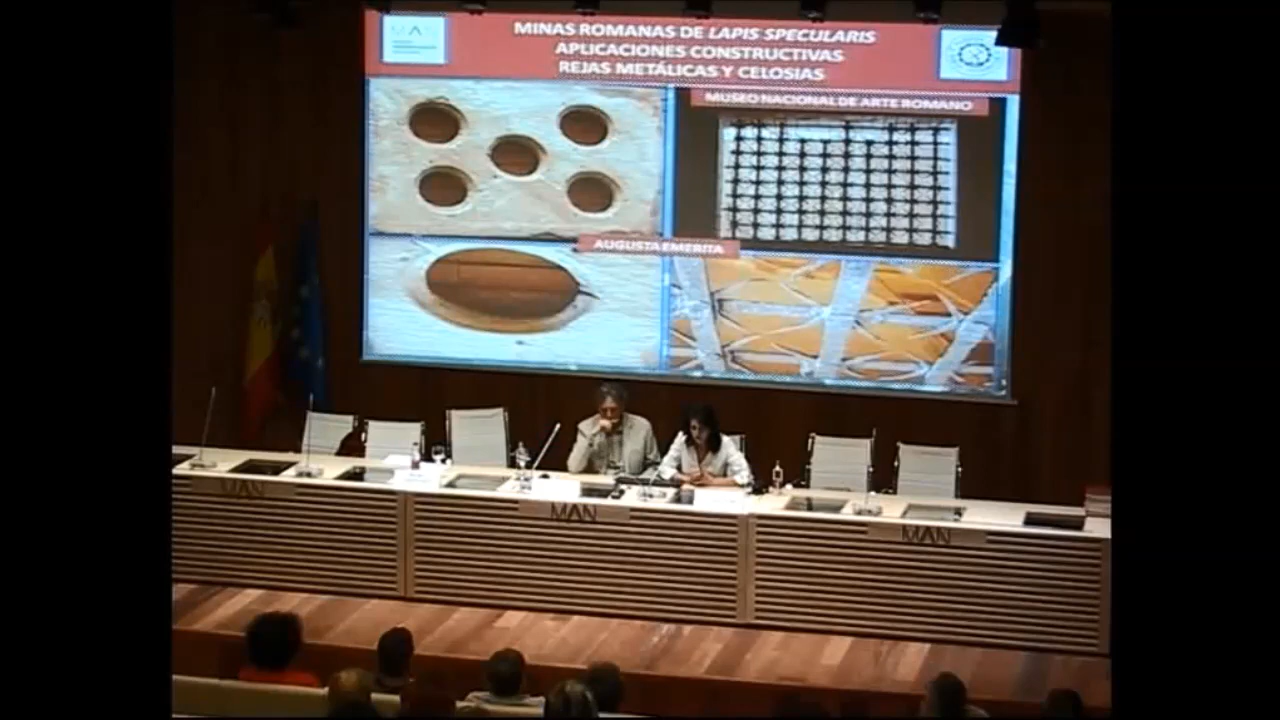 MAN
MINAS ROMANAS DE LAPIS SPECULARIS
APLICACIONES CONSTRUCTIVAS
REJAS METÁLICAS Y CELOSIAS
MUSEO NACIONAL DE ARTE ROMANO
AUGUSTA EMERITA
MAN
MAN
MAN